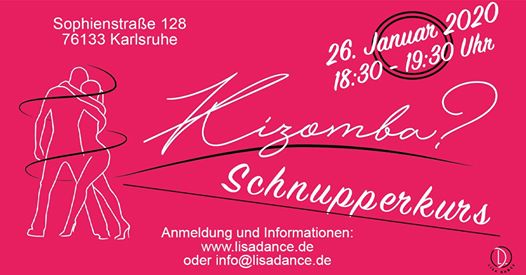 Sophienstraße 128
76133 Karlsruhe
26. Januar 2020
18:30 - 19:30 Uhr
Kizomba?
Schnupperkurs
Anmeldung und Informationen:
www.lisadance.de
oder info@lisadance.de